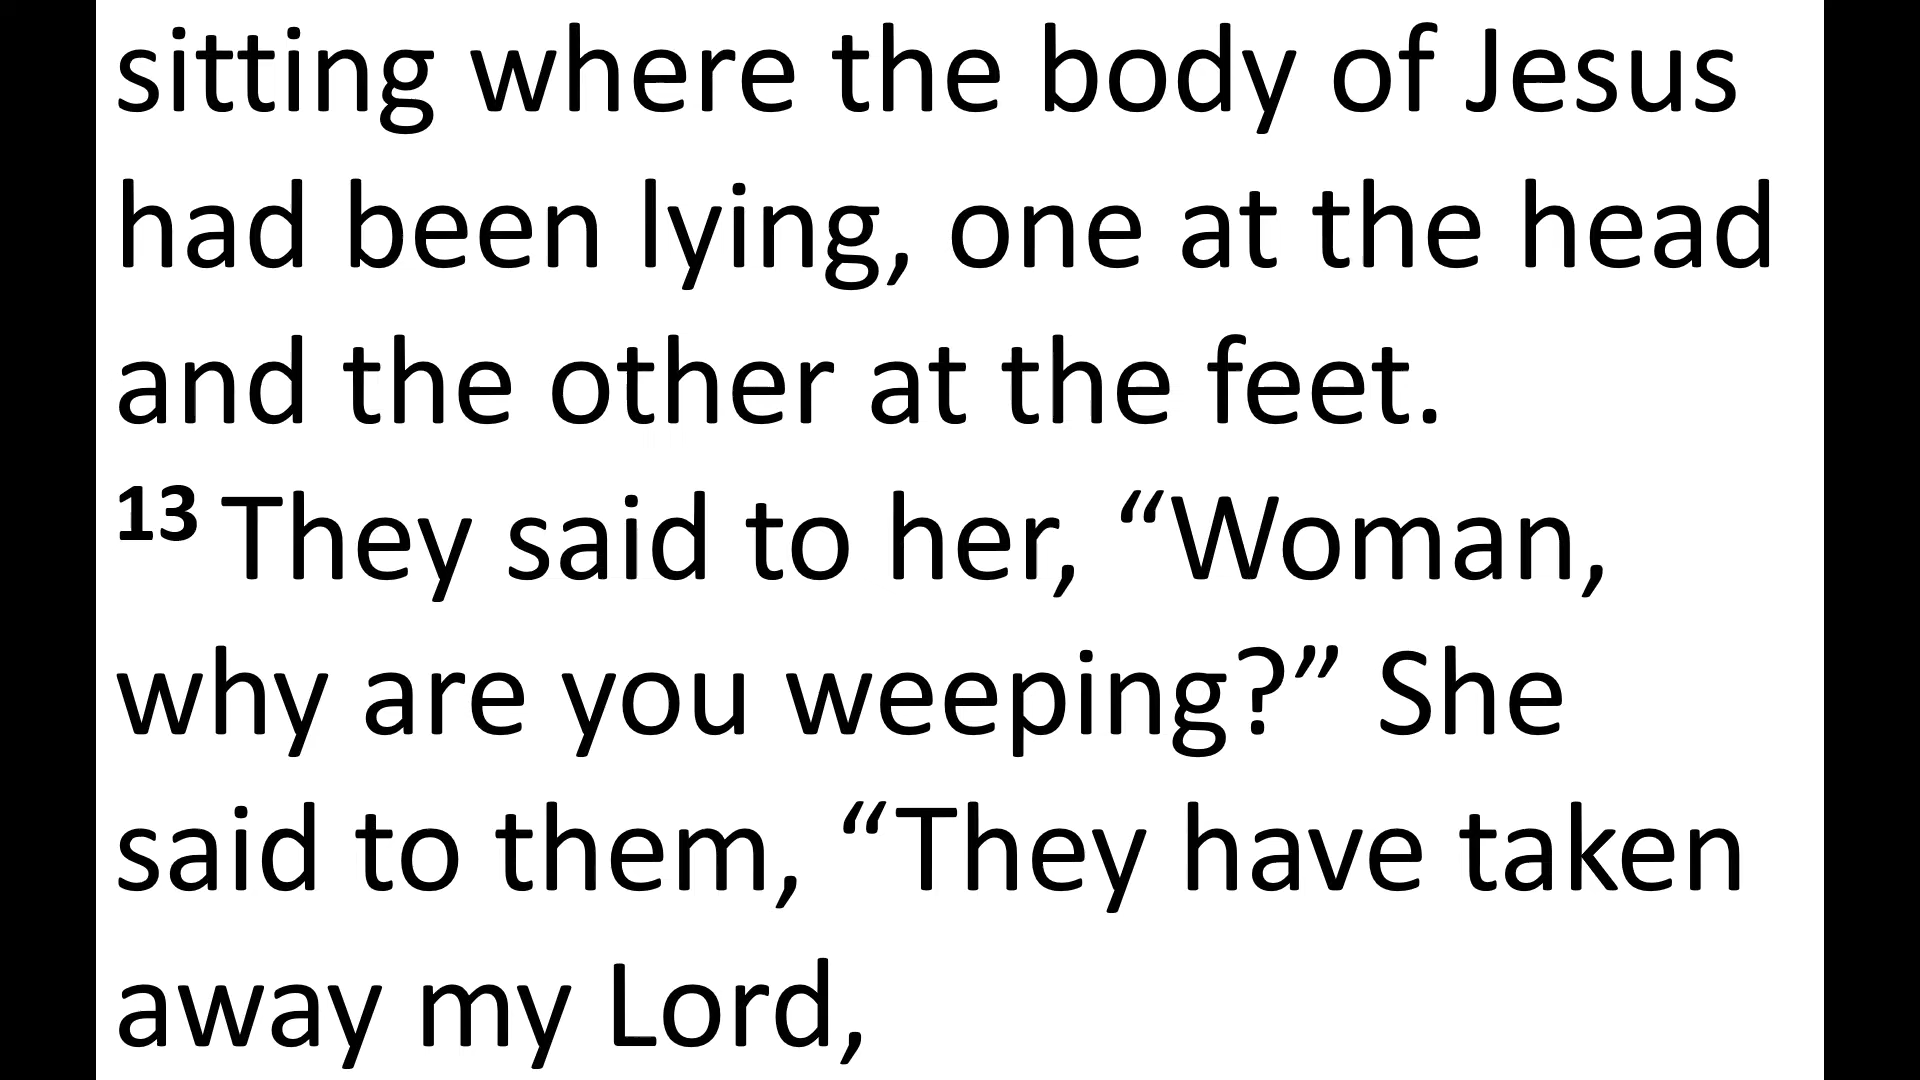 sitting where the body of Jesus
had been lying, one at the head
and the other at the feet.
13 They said to her, “Woman,
why are you weeping?” She
said to them, “They have taken
away my Lord,